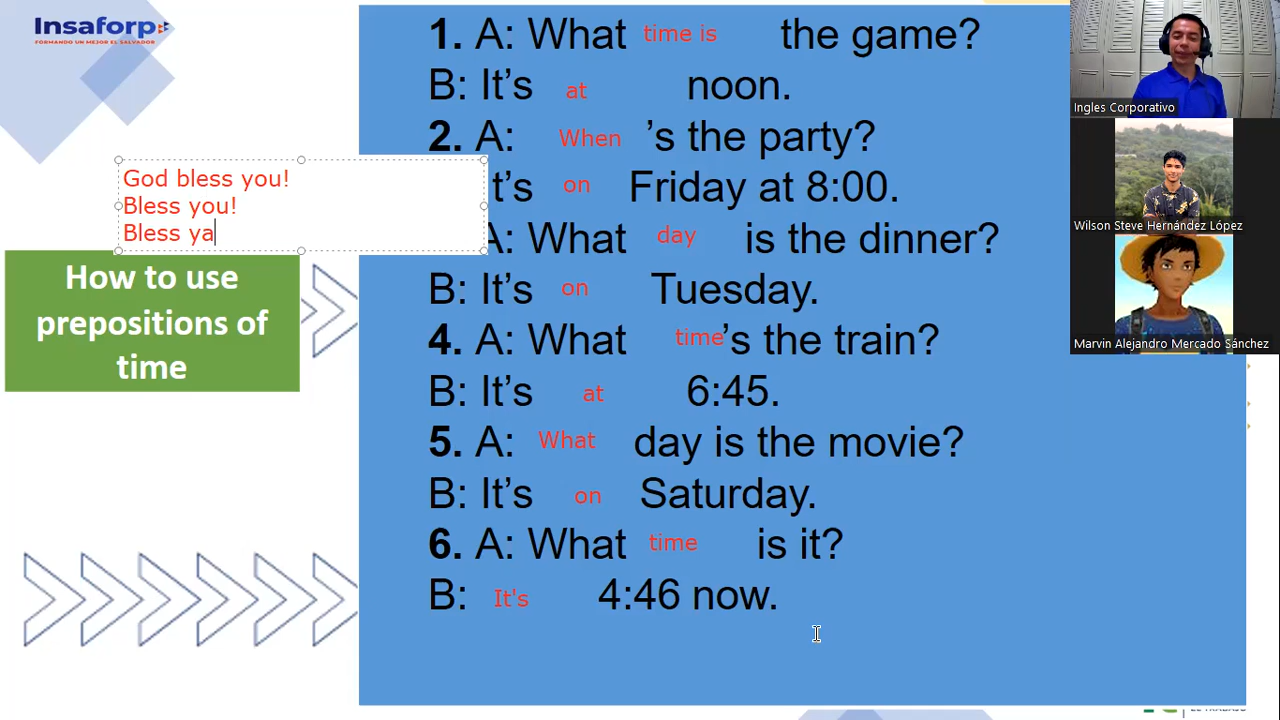 Insaforp
FORMANDO UN MEJOR EL SALVADOR
1. A: What time is the game?
B: It's at noon.
2. A: When 's the party?
t's on Friday at 8:00.
A: What day is the dinner?
B: It's on Tuesday.
4. A: What time's the train?
B: It's at 6:45.
5. A: What day is the movie?
B: It's on Saturday.
6. A: What time is it?
B: It's 4:46 now.
God bless you!
Bless you!
Bless ya
How to use
prepositions of
time
Ingles Corporativo
Wilson Steve Hernández López
Marvin Alejandro Mercado Sánchez